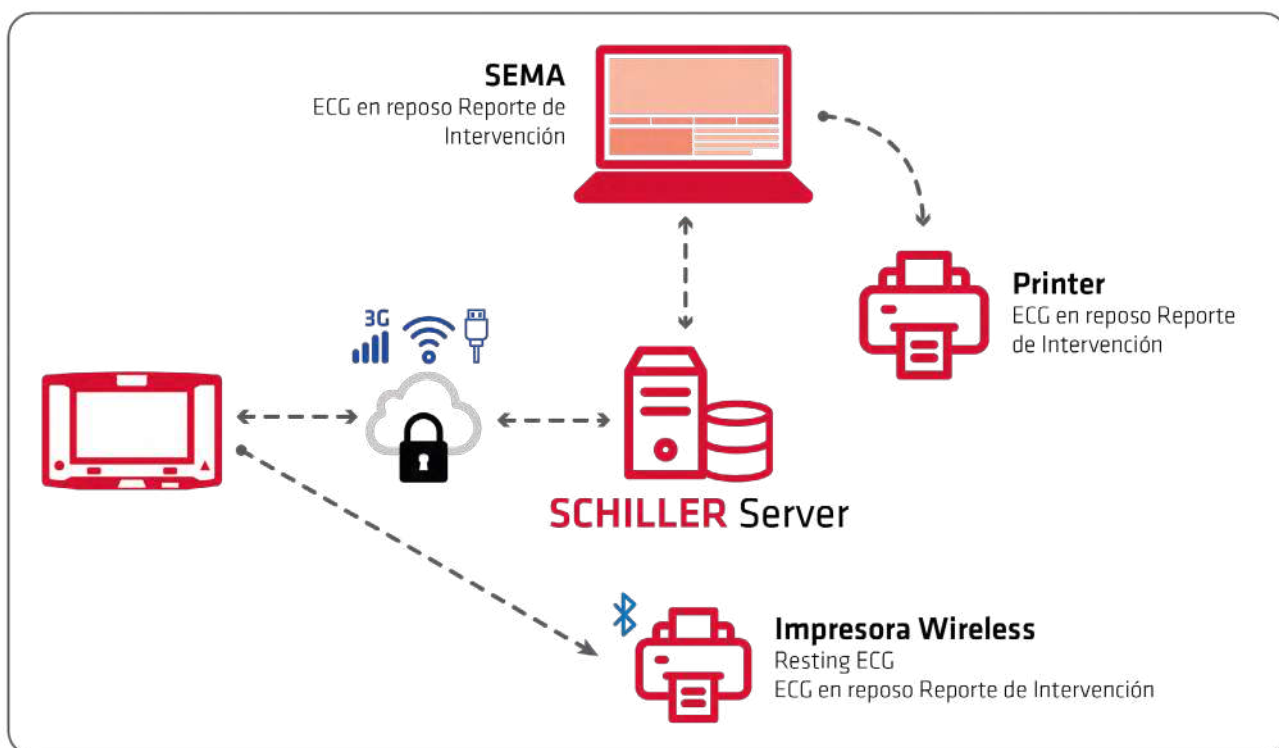 SEMA
ECG en reposo Reporte de
Intervención
Printer
ECG en reposo Reporte
de Intervención
3G
SCHILLER Server
Impresora Wireless
Resting ECG
ECG en reposo Reporte de Intervención